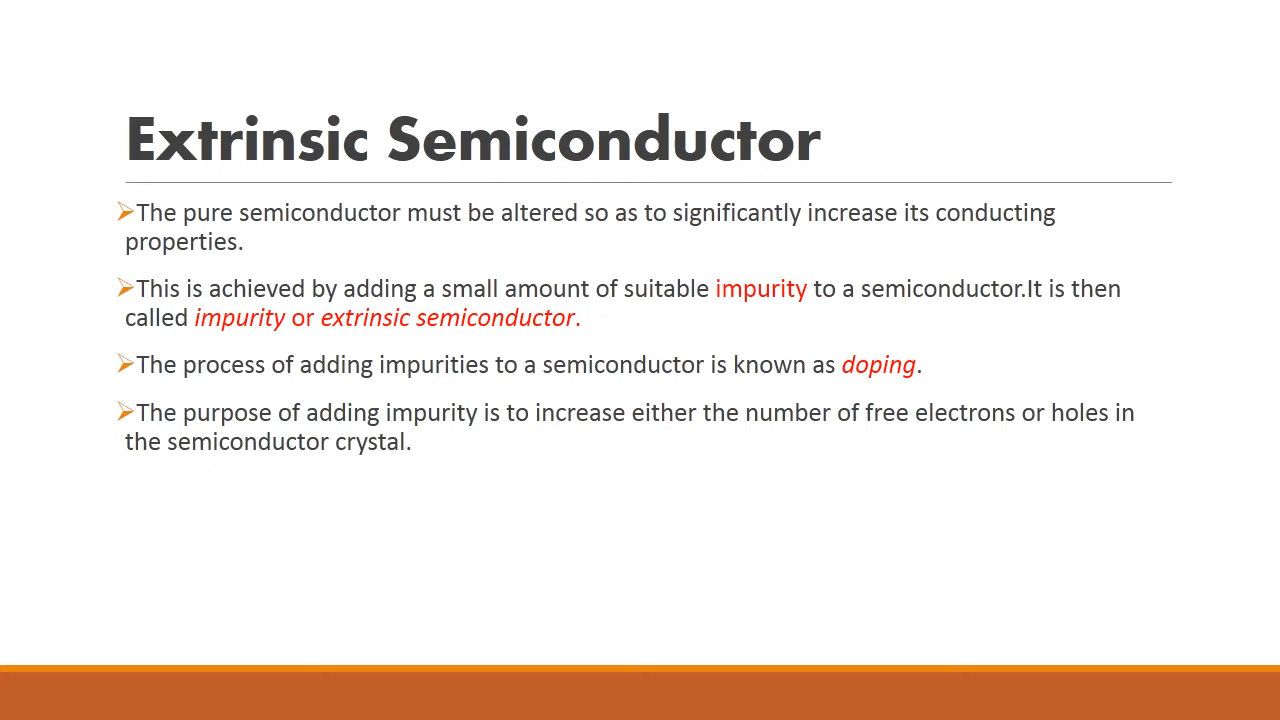 Extrinsic Semiconductor
➢The pure semiconductor must be altered so as to significantly increase its conducting
properties.
➢This is achieved by adding a small amount of suitable impurity to a semiconductor.It is then
called impurity or extrinsic semiconductor.
➢The process of adding impurities to a semiconductor is known as doping.
➢The purpose of adding impurity is to increase either the number of free electrons or holes in
the semiconductor crystal.